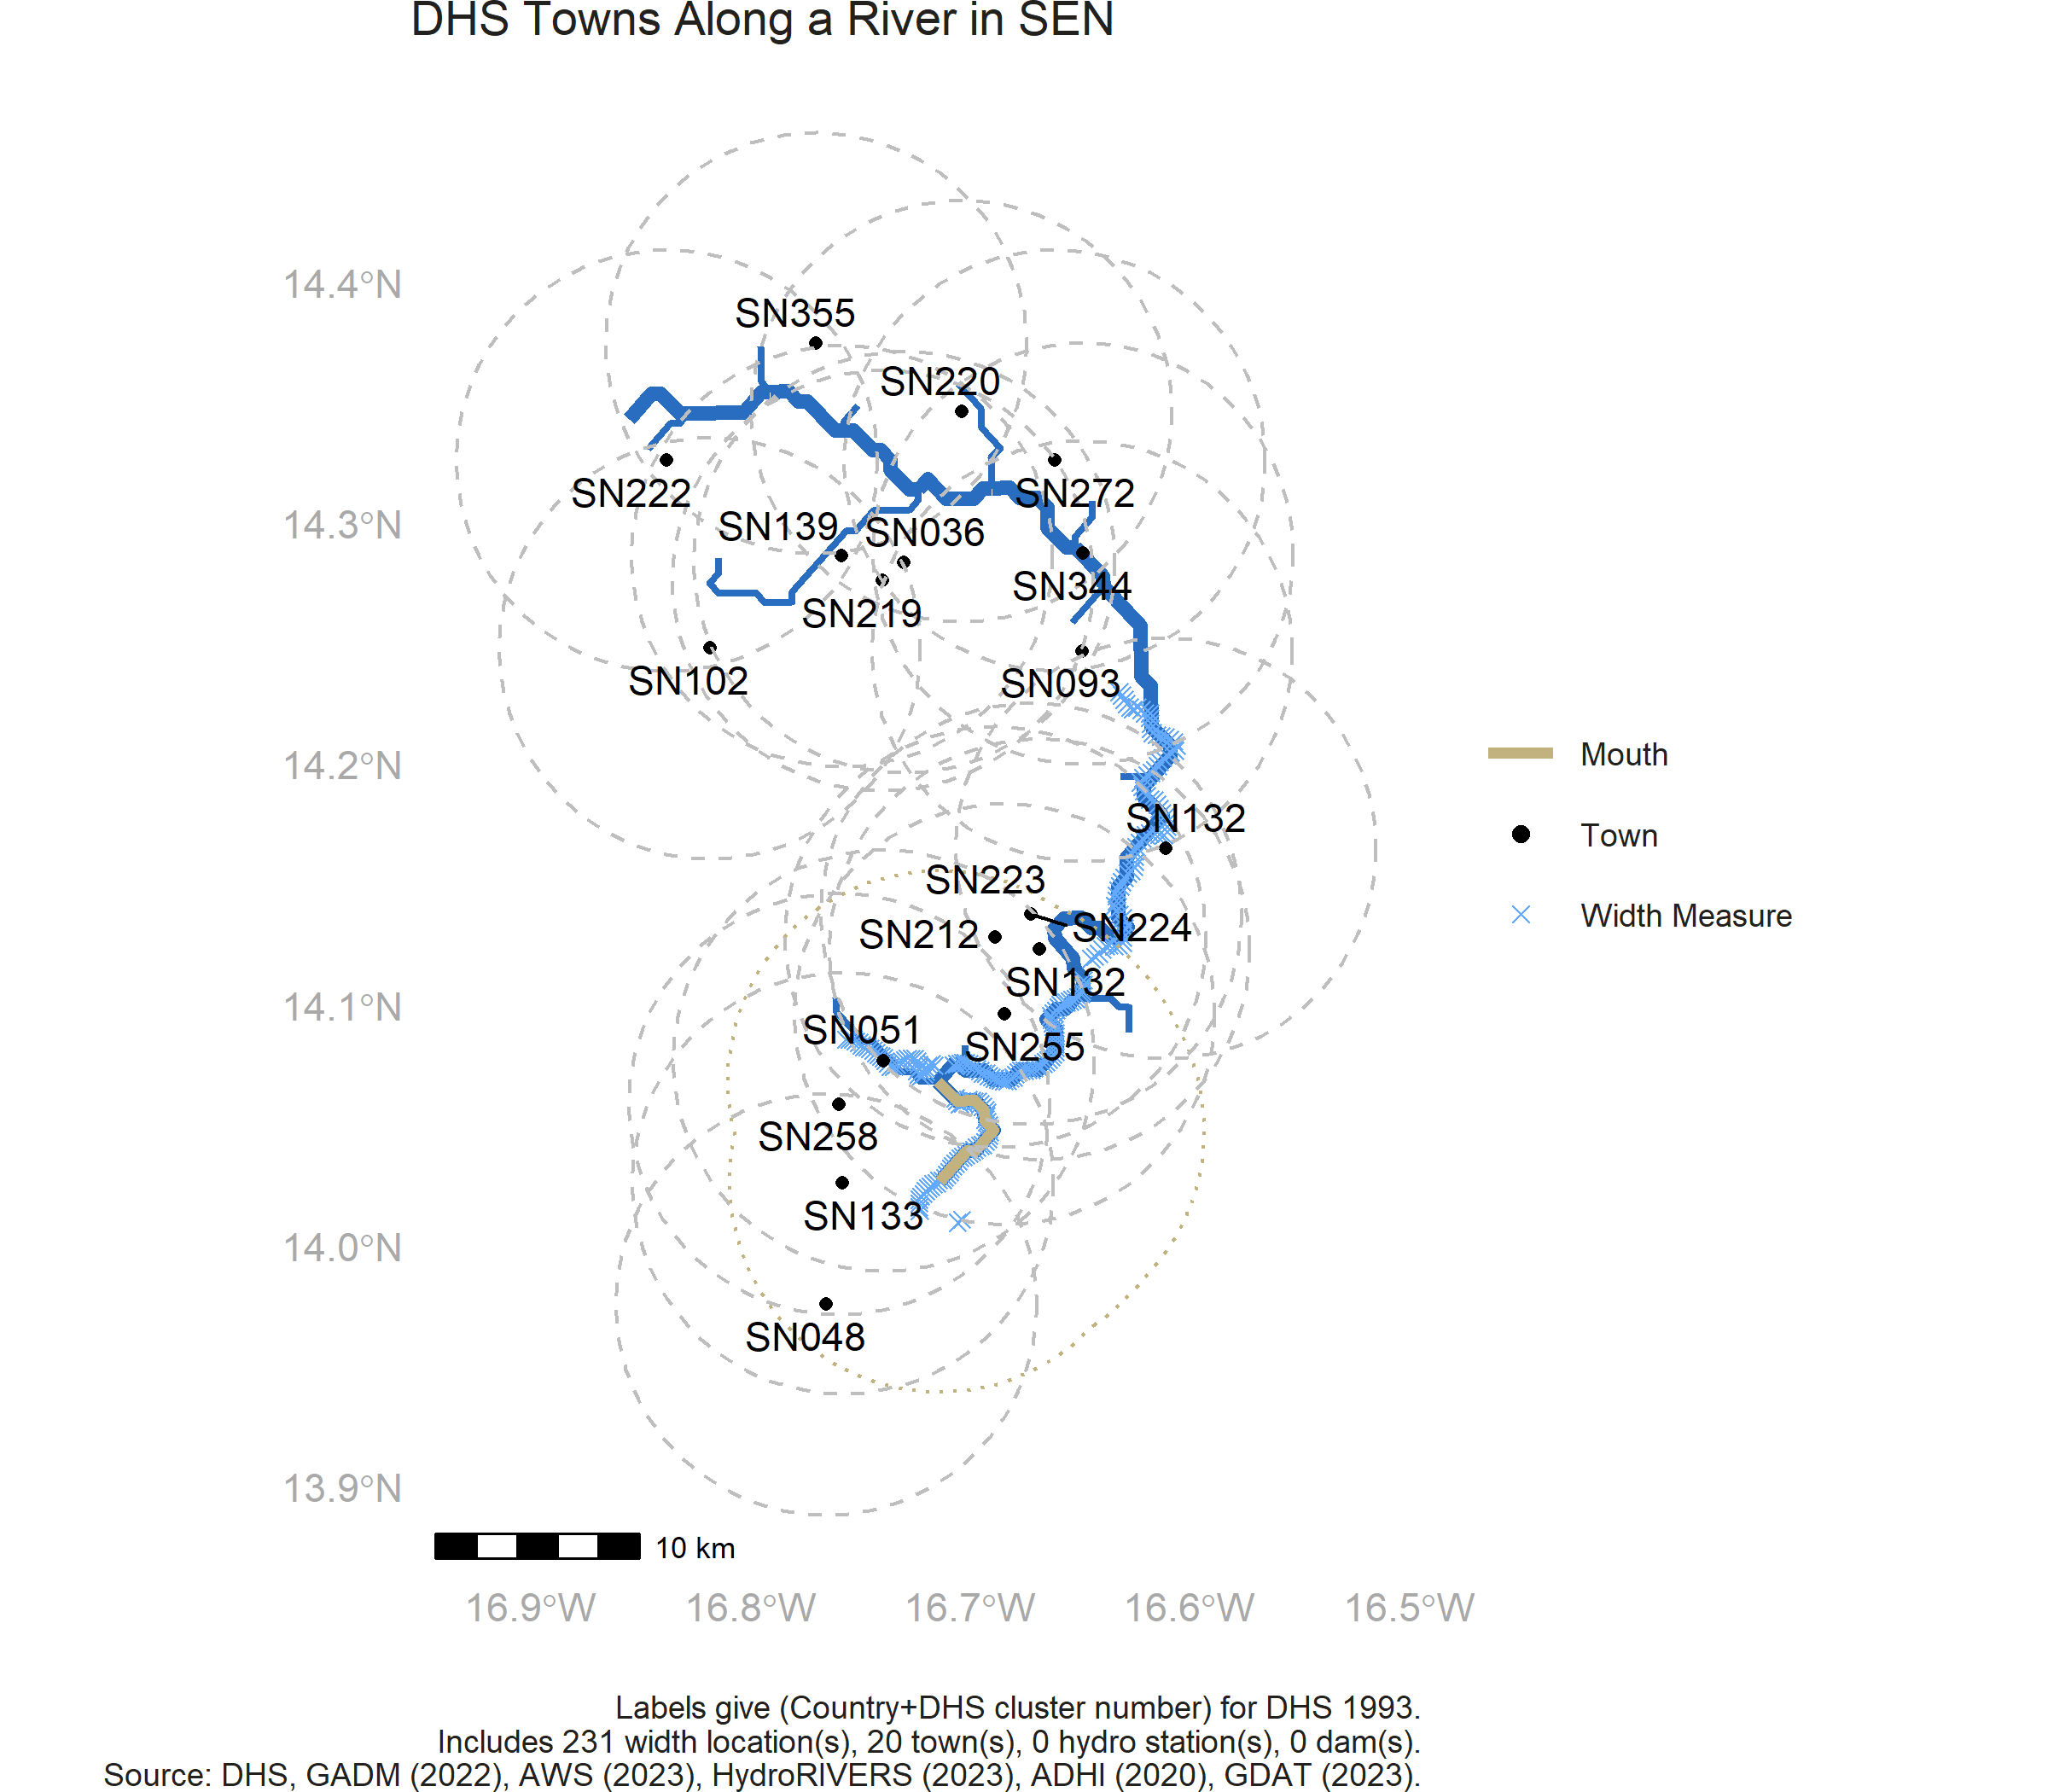 DHS Towns Along a River in SEN
14.4°N
14.3°N
14.2°N
14.1°N
14.0°N
13.9°N
SN355
SN220
SN222
SN272
SN139
SN036
SN344
SN219
SN102
SN093
SN132
SN223
SN224
SN212
SN132
SN051
SN255
SN258
SN133
SN048
Mouth
Town
Width Measure
10 km
16.9°W
16.8°W
16.7°W
16.6°W
16.5°W
Labels give (Country+DHS cluster number) for DHS 1993.
Includes 231 width location(s), 20 town(s), 0 hydro station(s), 0 dam(s).
Source: DHS, GADM (2022), AWS (2023), HydroRIVERS (2023), ADHI (2020), GDAT (2023).